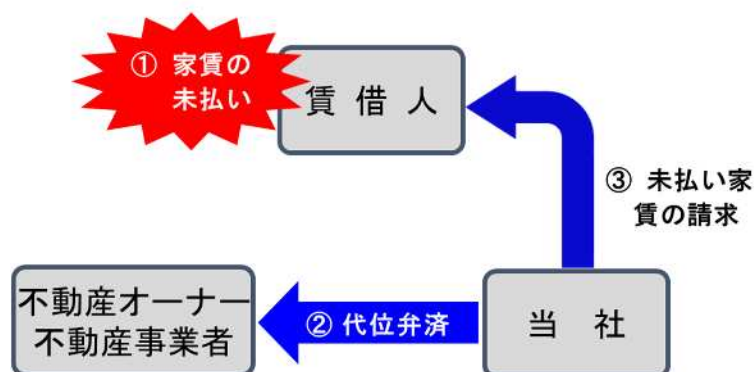 ① 家賃の
未払い
賃 借 人
③ 未払い家
賃の請求
不動産オーナー
不動産事業者
② 代位弁済
当 社